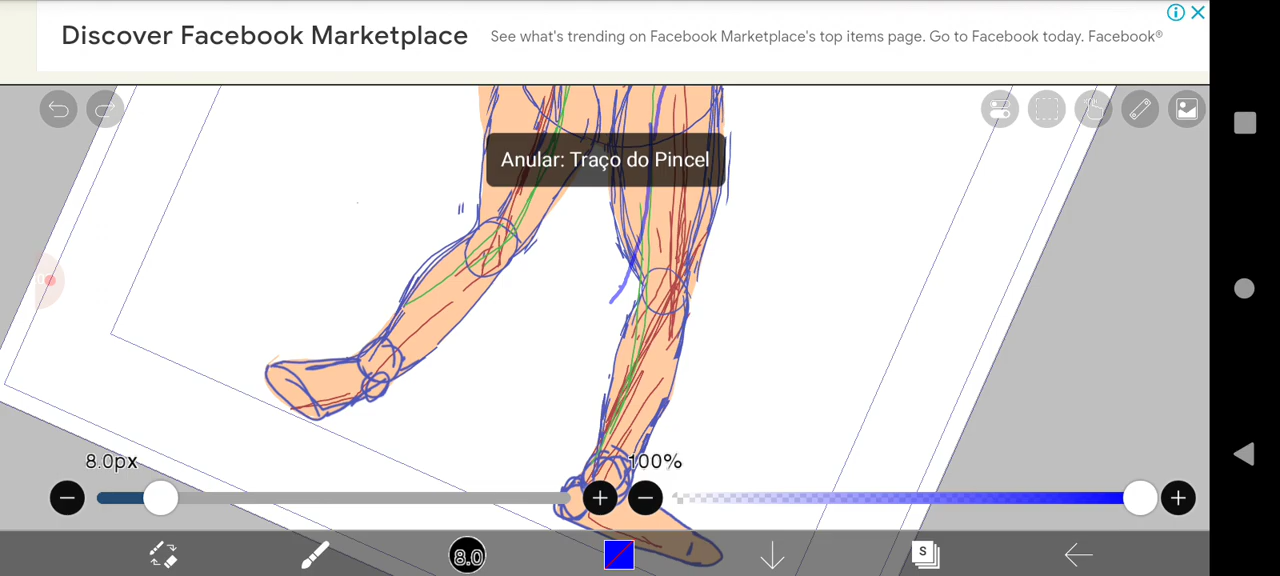 Discover Facebook Marketplace
See what's trending on Facebook Marketplace's top items page. Go to Facebook today. Facebook®
Anular: Traço do Pincel
8.0px
100%
8.0
S